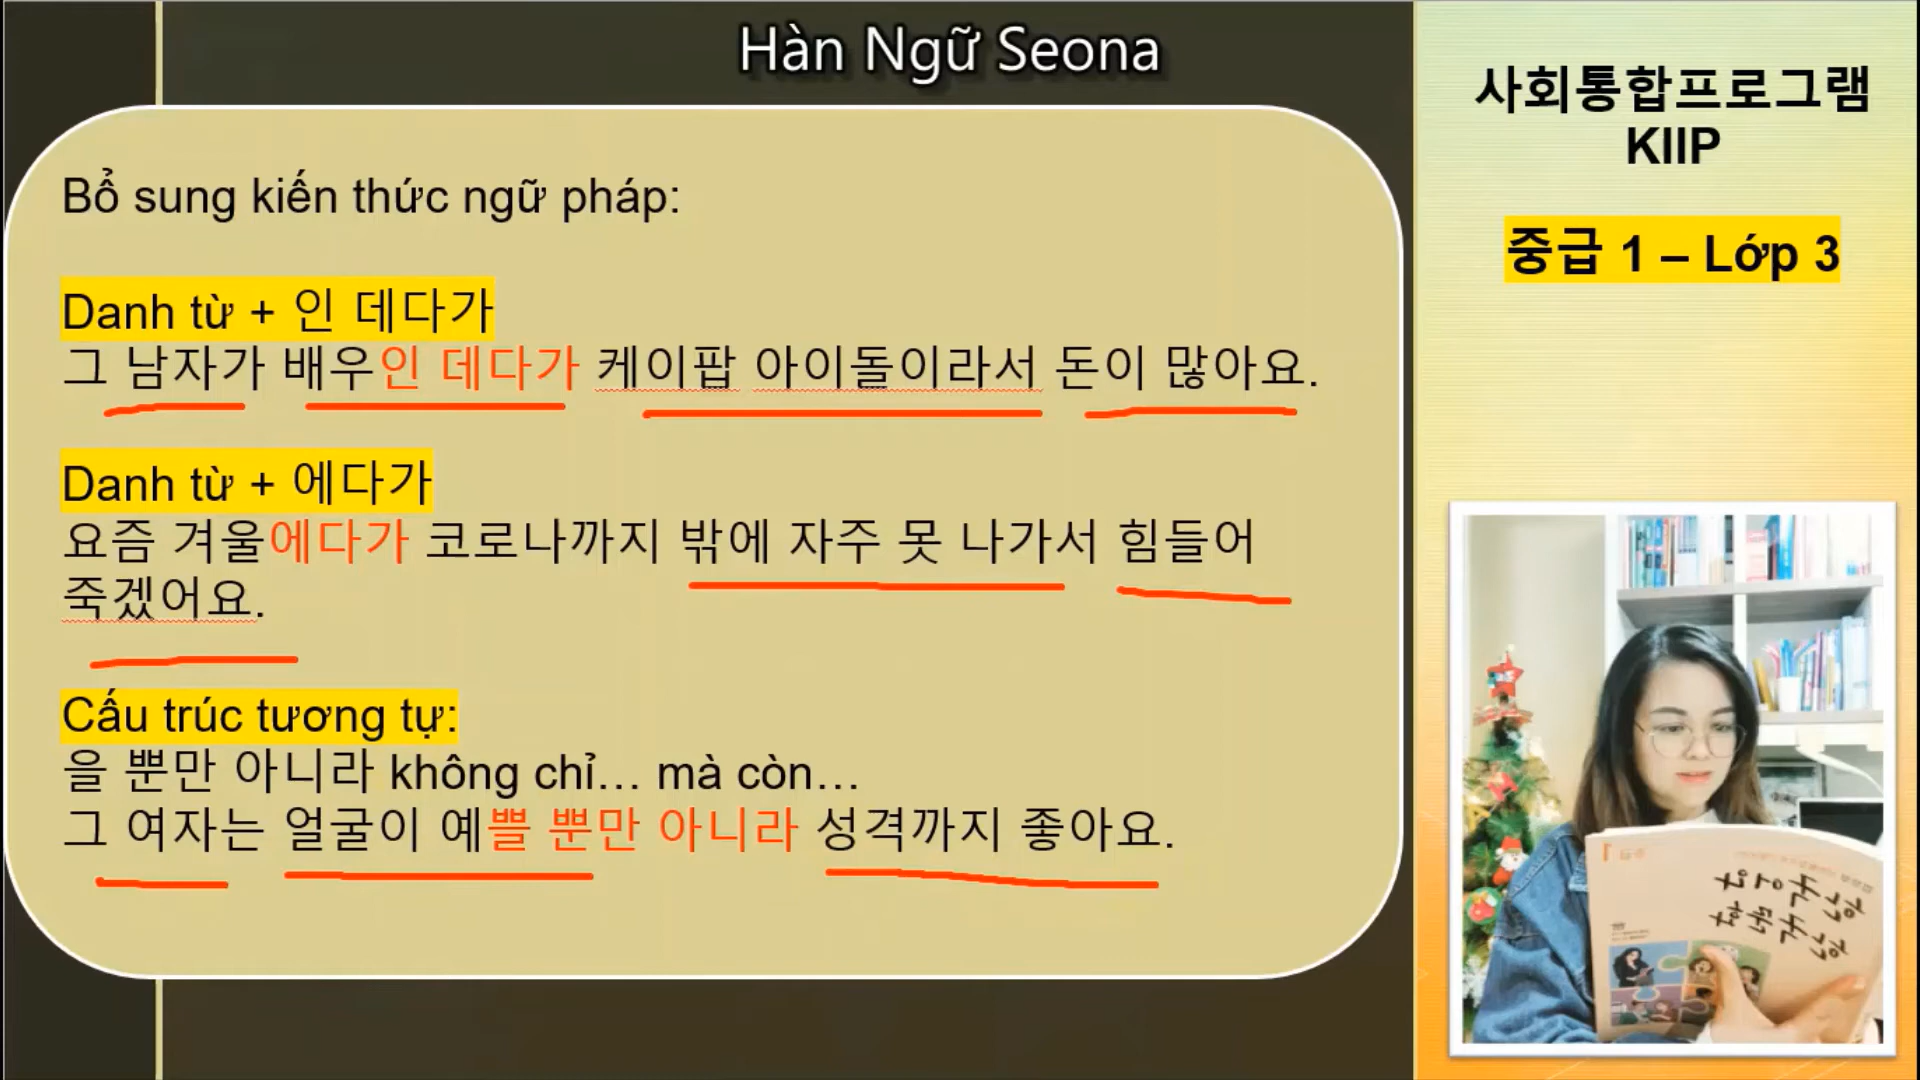 Hàn Ngữ Seona
Bổ sung kiến thức ngữ pháp:
Danh từ + 인 데다가
그 남자가 배우인 데다가 케이팝 아이돌이라서 돈이 많아요.
Danh từ + 에다가
요즘 겨울에다가 코로나까지 밖에 자주 못 나가서 힘들어
죽겠어요.
Cấu trúc tương tự:
을 뿐만 아니라 không chỉ... mà còn...
그 여자는 얼굴이 예쁠 뿐만 아니라 성격까지 좋아요.
사회통합프로그램
KIIP
중급 1 – Lớp 3